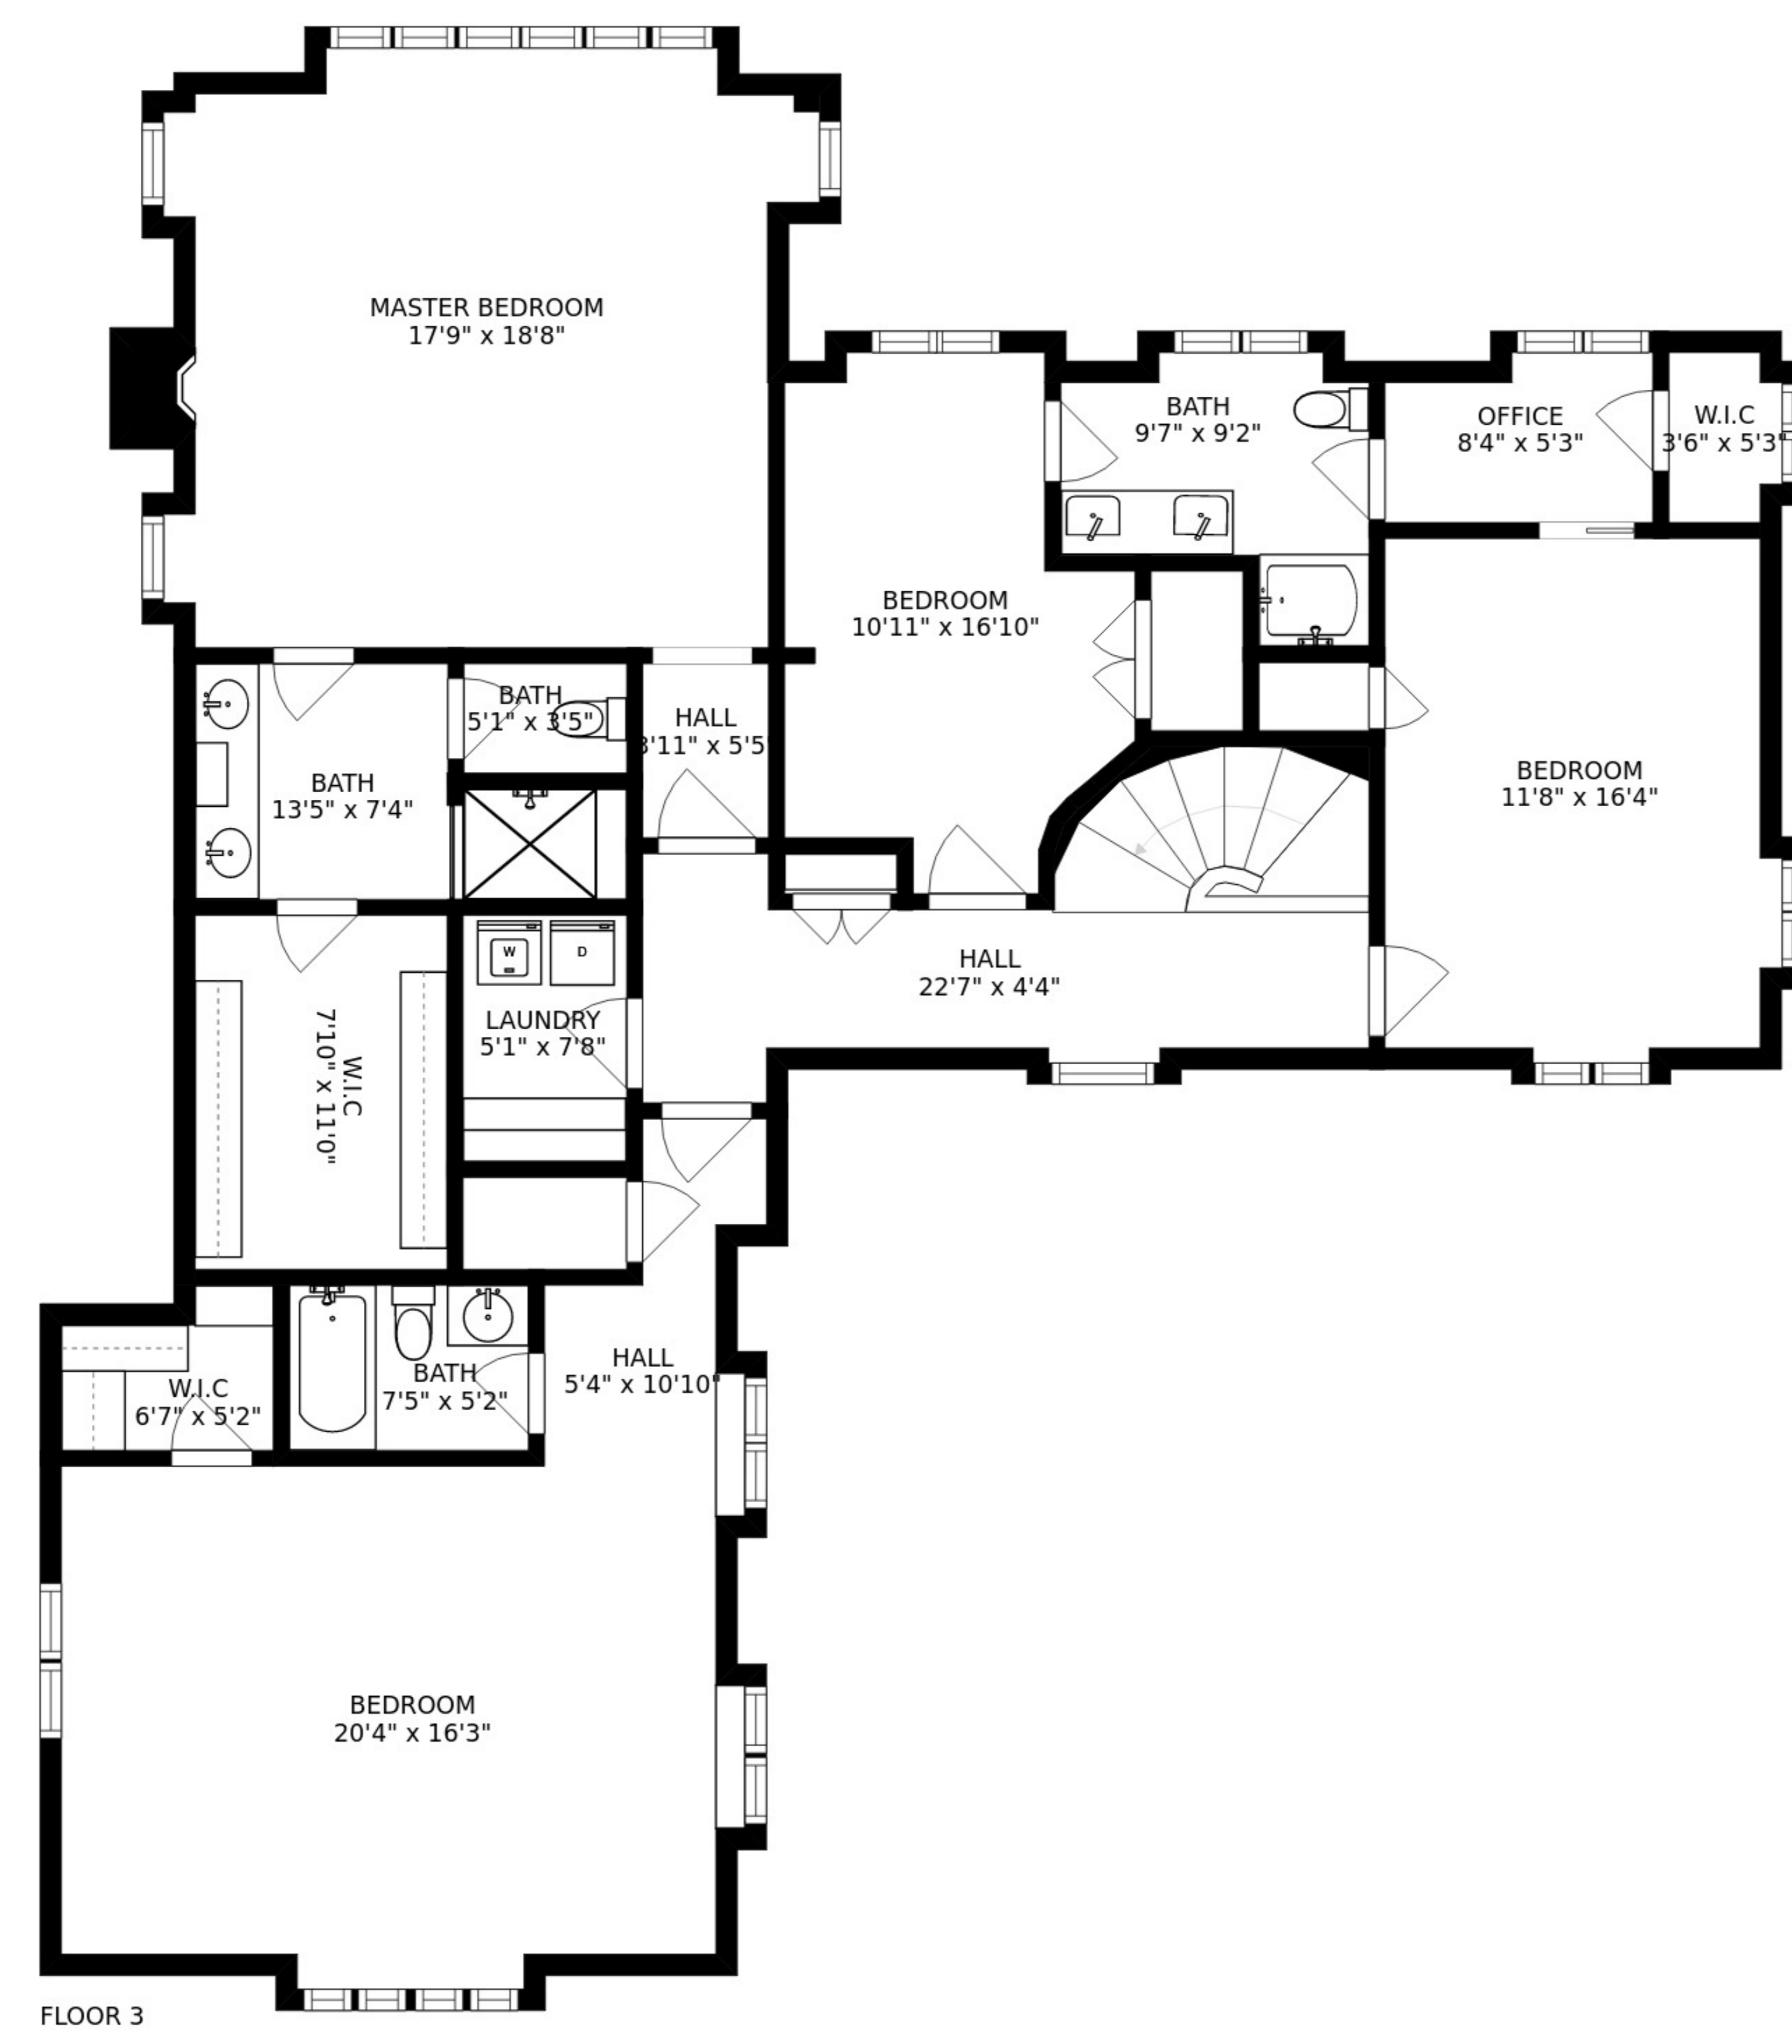 MASTER BEDROOM
17'9" x 18'8"
BATH
9'7" x 9'2"
OFFICE
8'4" x 5'3"
W.I.C
3'6" x 5'3"
BEDROOM
10'11" x 16'10"
BATH
5'1" x 3'5"
HALL
3'11" x 5'5
BATH
13'5" x 7'4"
BEDROOM
11'8" x 16'4"
W
D
HALL
22'7" x 4'4"
LAUNDRY
5'1" x 7'8"
W.I.C
7'10" x 11'0"
HALL
5'4" x 10'10"
BATH
7'5" x 5'2"
W.I.C
6'7" x 5'2"
BEDROOM
20'4" x 16'3"
FLOOR 3